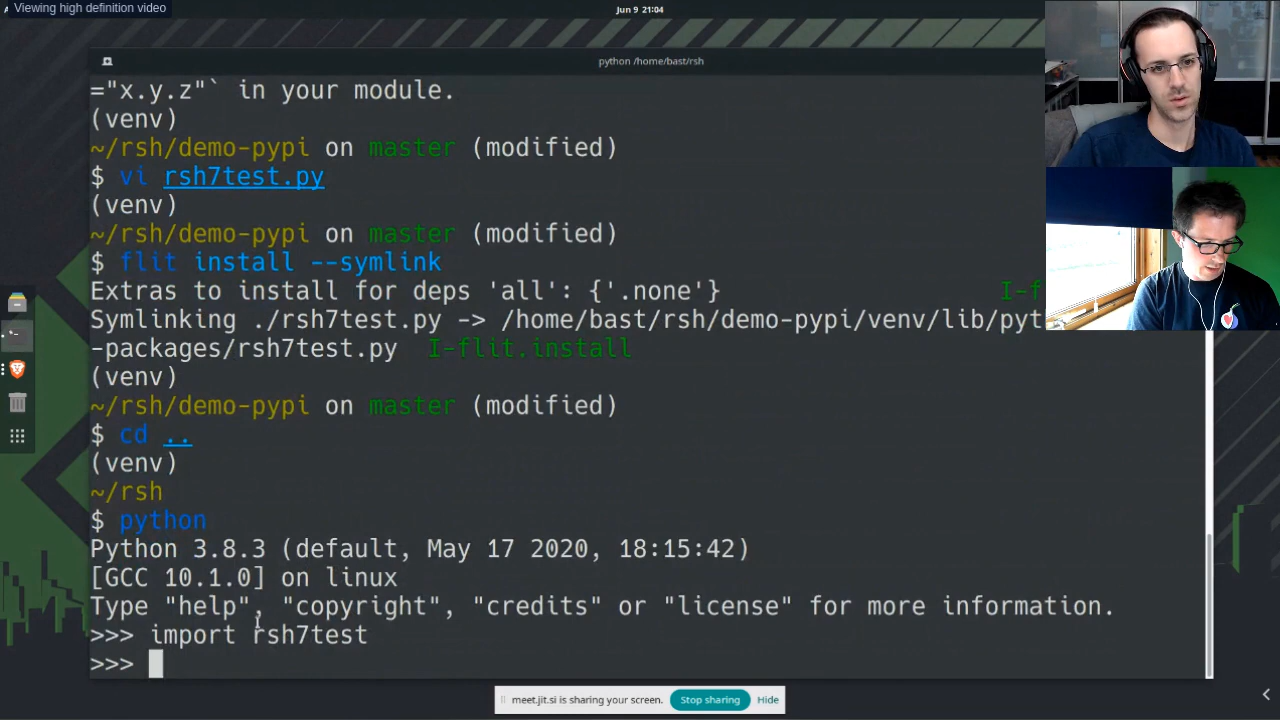 Viewing high definition video
Jun 9 21:04
python /home/bast/rsh
="x.y.z"` in your module.
(venv)
~/rsh/demo-pypi on master (modified)
$ vi rsh7test.py
(venv)
~/rsh/demo-pypi on master (modified)
$ flit install --symlink
Extras to install for deps 'all': {'.none'} I-f
Symlinking ./rsh7test.py -> /home/bast/rsh/demo-pypi/venv/lib/pyt
-packages/rsh7test.py I-flit.install
(venv)
~/rsh/demo-pypi on master (modified)
$ cd ..
(venv)
~/rsh
$ python
Python 3.8.3 (default, May 17 2020, 18:15:42)
[GCC 10.1.0] on linux
Type "help", "copyright", "credits" or "license" for more information.
>>> import rsh7test
>>>
meet.jit.si is sharing your screen. Stop sharing Hide